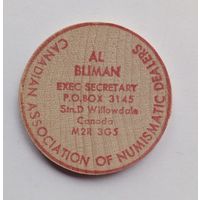 CANADIAN ASSOCIATION OF NUMISMATIC DEALERS
AL
BLIMAN
EXEC SECRETARY
P.O.BOX 3145
Stn.D Willowdale
Canada
M2R 3G5